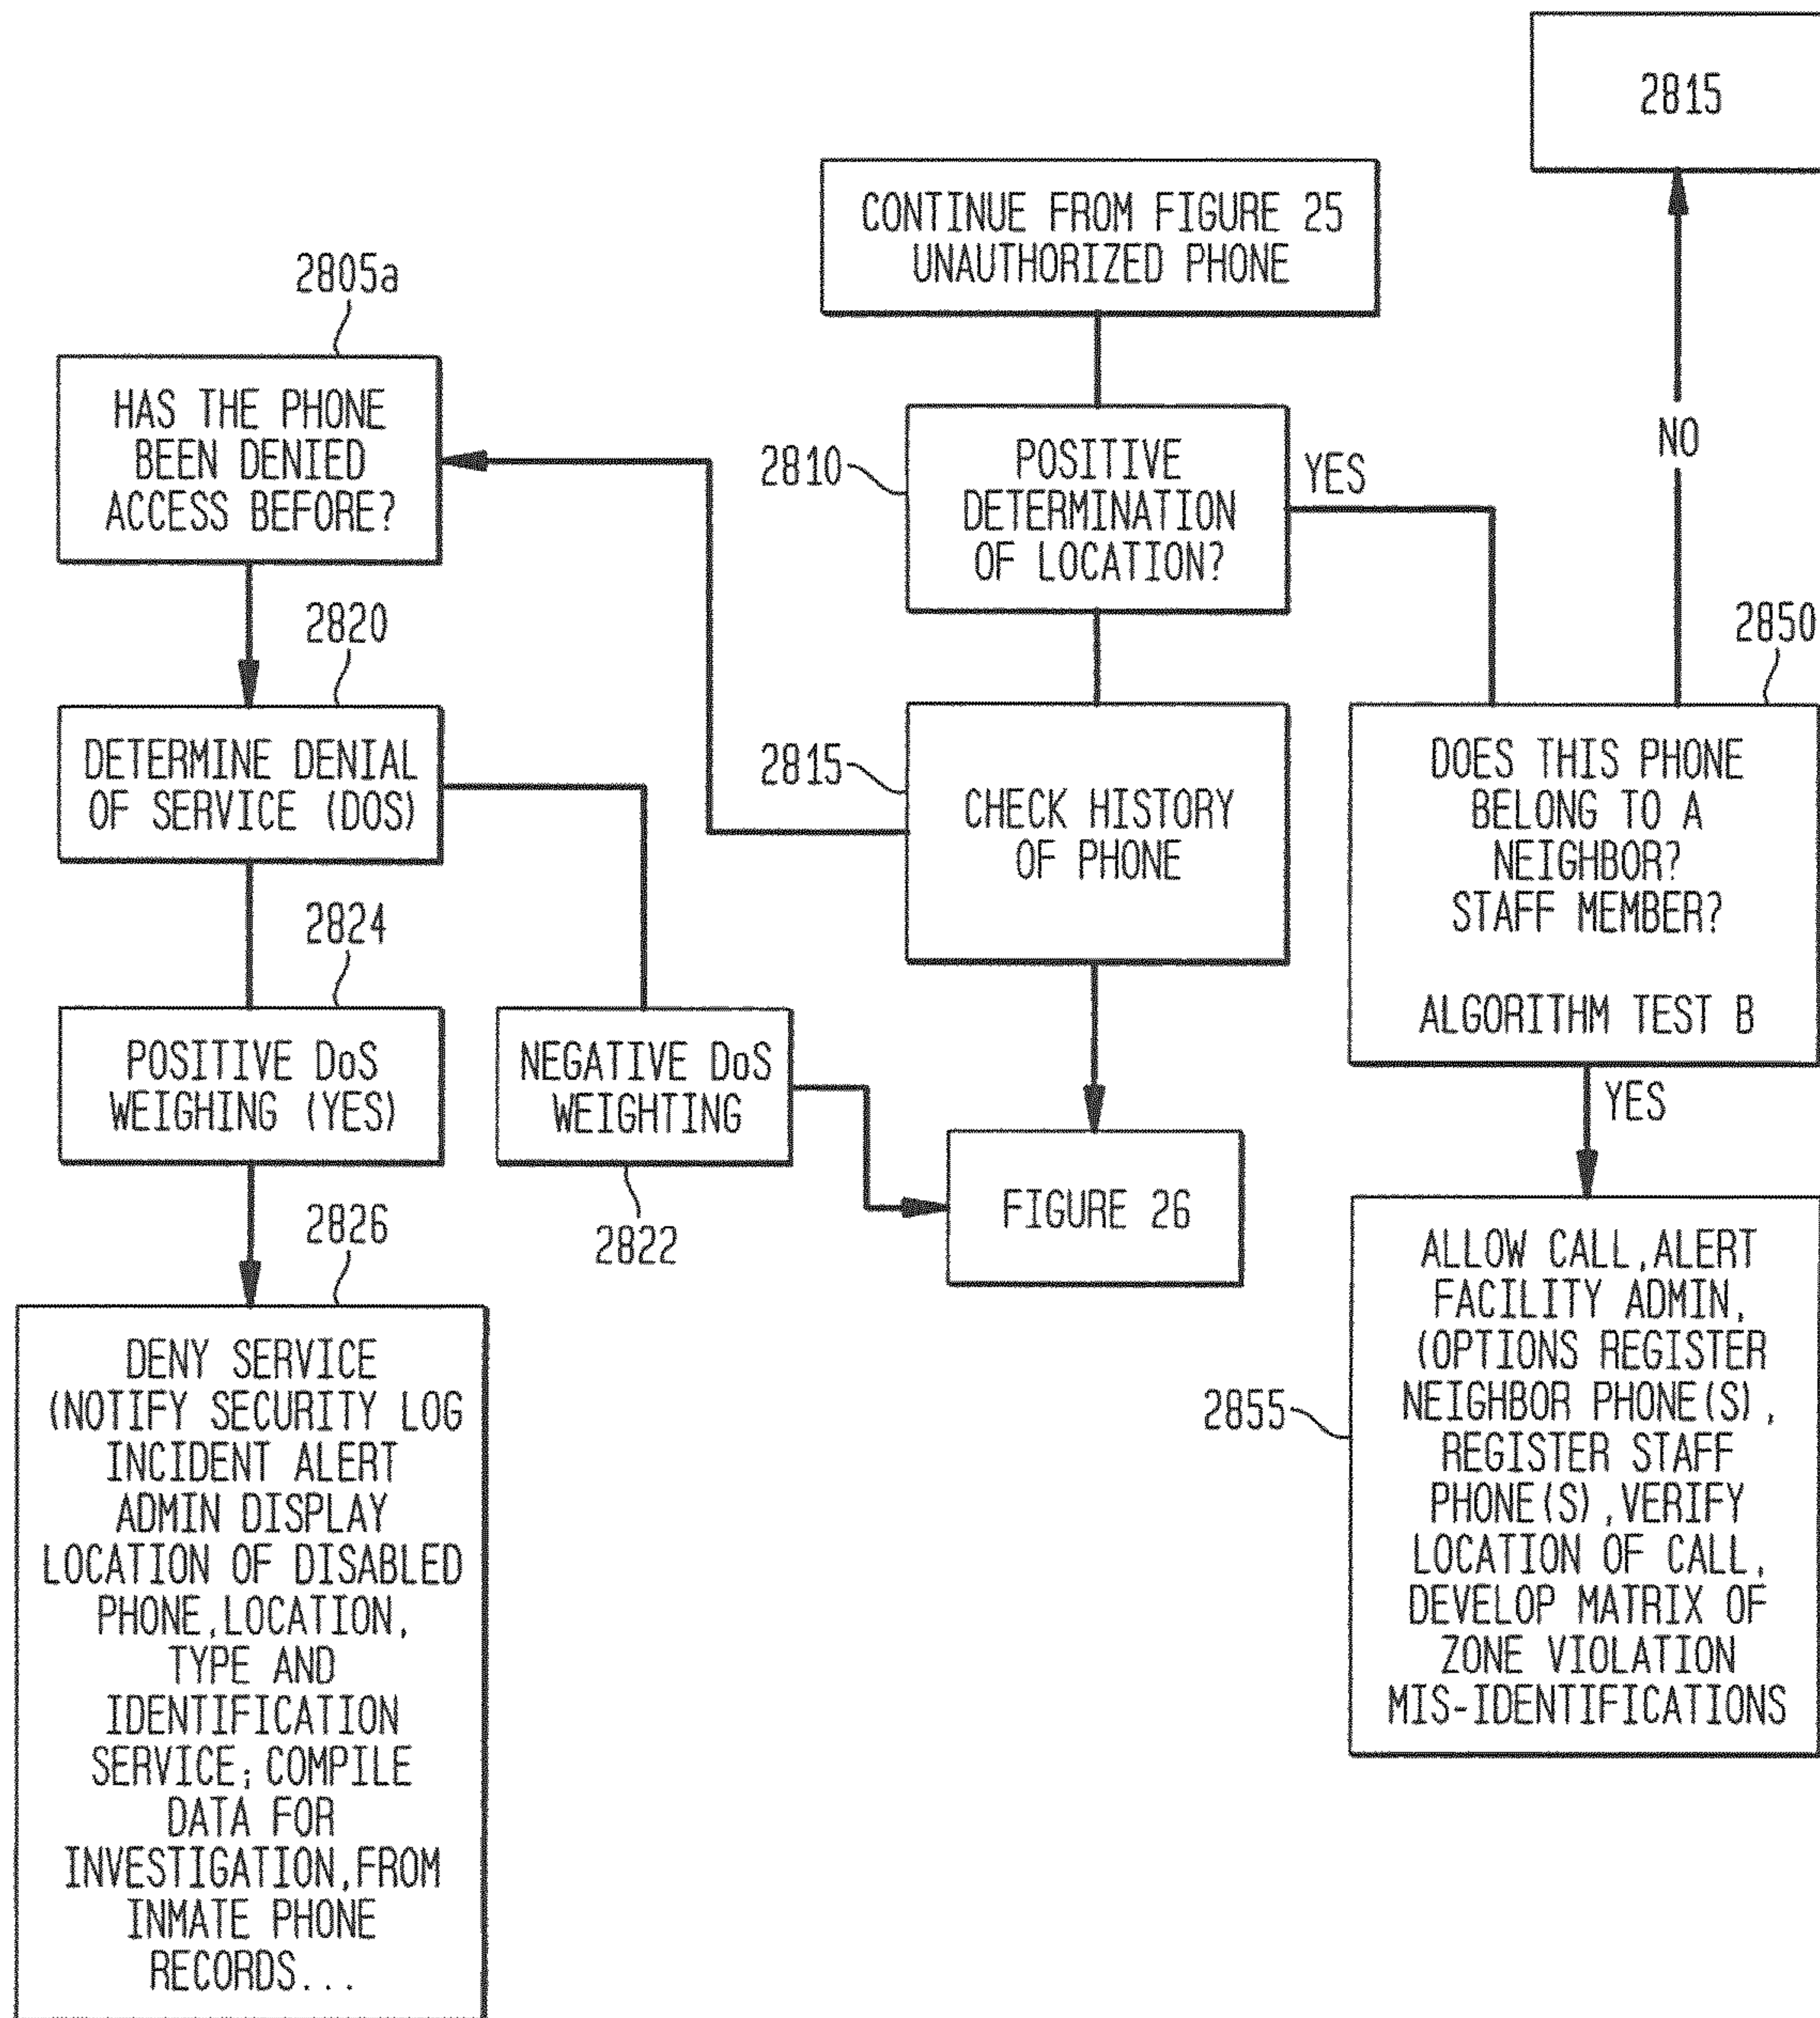 2815
CONTINUE FROM FIGURE 25
UNAUTHORIZED PHONE
2805a
HAS THE PHONE
BEEN DENIED
ACCESS BEFORE?
2810
POSITIVE
DETERMINATION
OF LOCATION?
YES
NO
2820
DETERMINE DENIAL
OF SERVICE (DOS)
2815
CHECK HISTORY
OF PHONE
2850
DOES THIS PHONE
BELONG TO A
NEIGHBOR?
STAFF MEMBER?
ALGORITHM TEST B
2824
POSITIVE DoS
WEIGHING (YES)
NEGATIVE DoS
WEIGHTING
2822
YES
FIGURE 26
2826
DENY SERVICE
(NOTIFY SECURITY LOG
INCIDENT ALERT
ADMIN DISPLAY
LOCATION OF DISABLED
PHONE,LOCATION,
TYPE AND
IDENTIFICATION
SERVICE;COMPILE
DATA FOR
INVESTIGATION,FROM
INMATE PHONE
RECORDS...
2855
ALLOW CALL,ALERT
FACILITY ADMIN,
(OPTIONS REGISTER
NEIGHBOR PHONE(S),
REGISTER STAFF
PHONE(S),VERIFY
LOCATION OF CALL,
DEVELOP MATRIX OF
ZONE VIOLATION
MIS-IDENTIFICATIONS